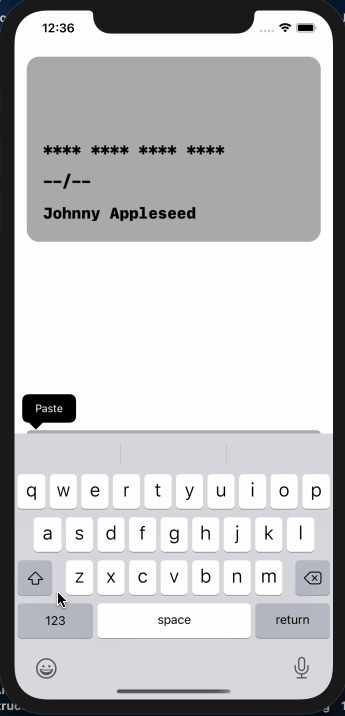 12:36
**** **** **** ****
--/--
Johnny Appleseed
Paste
q w e r t y u i o p
a s d f g h j k l
z x c v b n m
123 space return